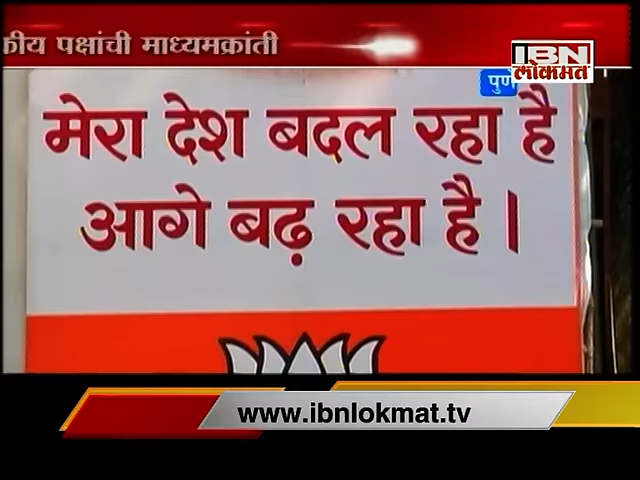 कीय पक्षांची माध्यमक्रांती
IBN
लोकमत
पुणे
मेरा देश बदल रहा है
आगे बढ़ रहा है।
www.ibnlokmat.tv